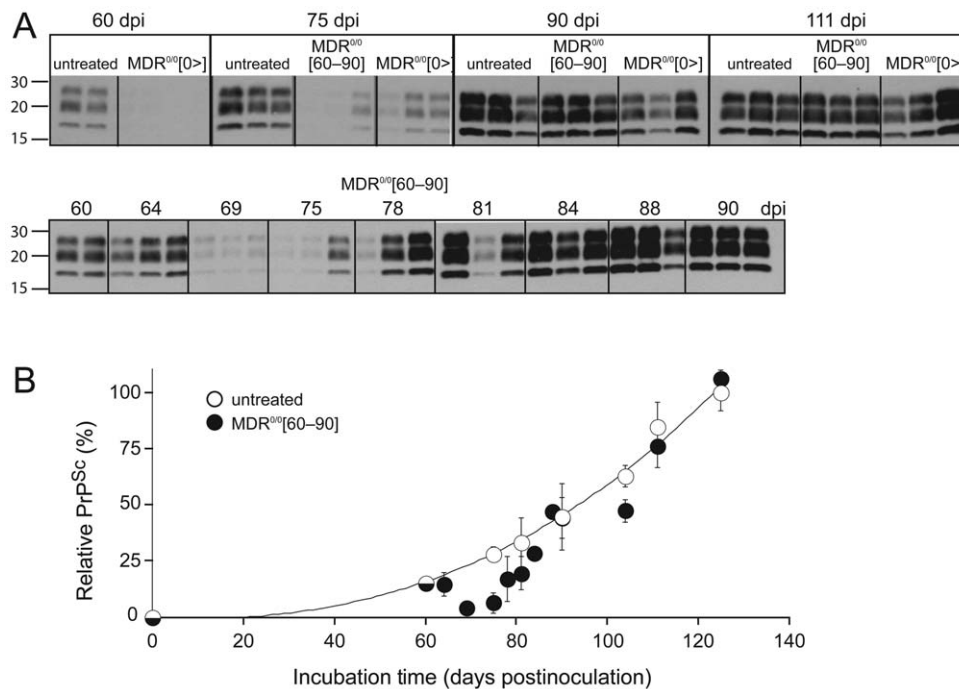 A
60 dpi 75 dpi 90 dpi 111 dpi
untreated MDR⁰/⁰[0>] untreated MDR⁰/⁰ [60–90] MDR⁰/⁰[0>] untreated MDR⁰/⁰ [60–90] MDR⁰/⁰[0>] untreated MDR⁰/⁰ [60–90] MDR⁰/⁰[0>]
30
20
15
MDR⁰/⁰[60–90]
60 64 69 75 78 81 84 88 90 dpi
30
20
15
B
untreated
MDR⁰/⁰[60–90]
Relative PrPSc (%)
100
75
50
25
0
0 20 40 60 80 100 120 140
Incubation time (days postinoculation)